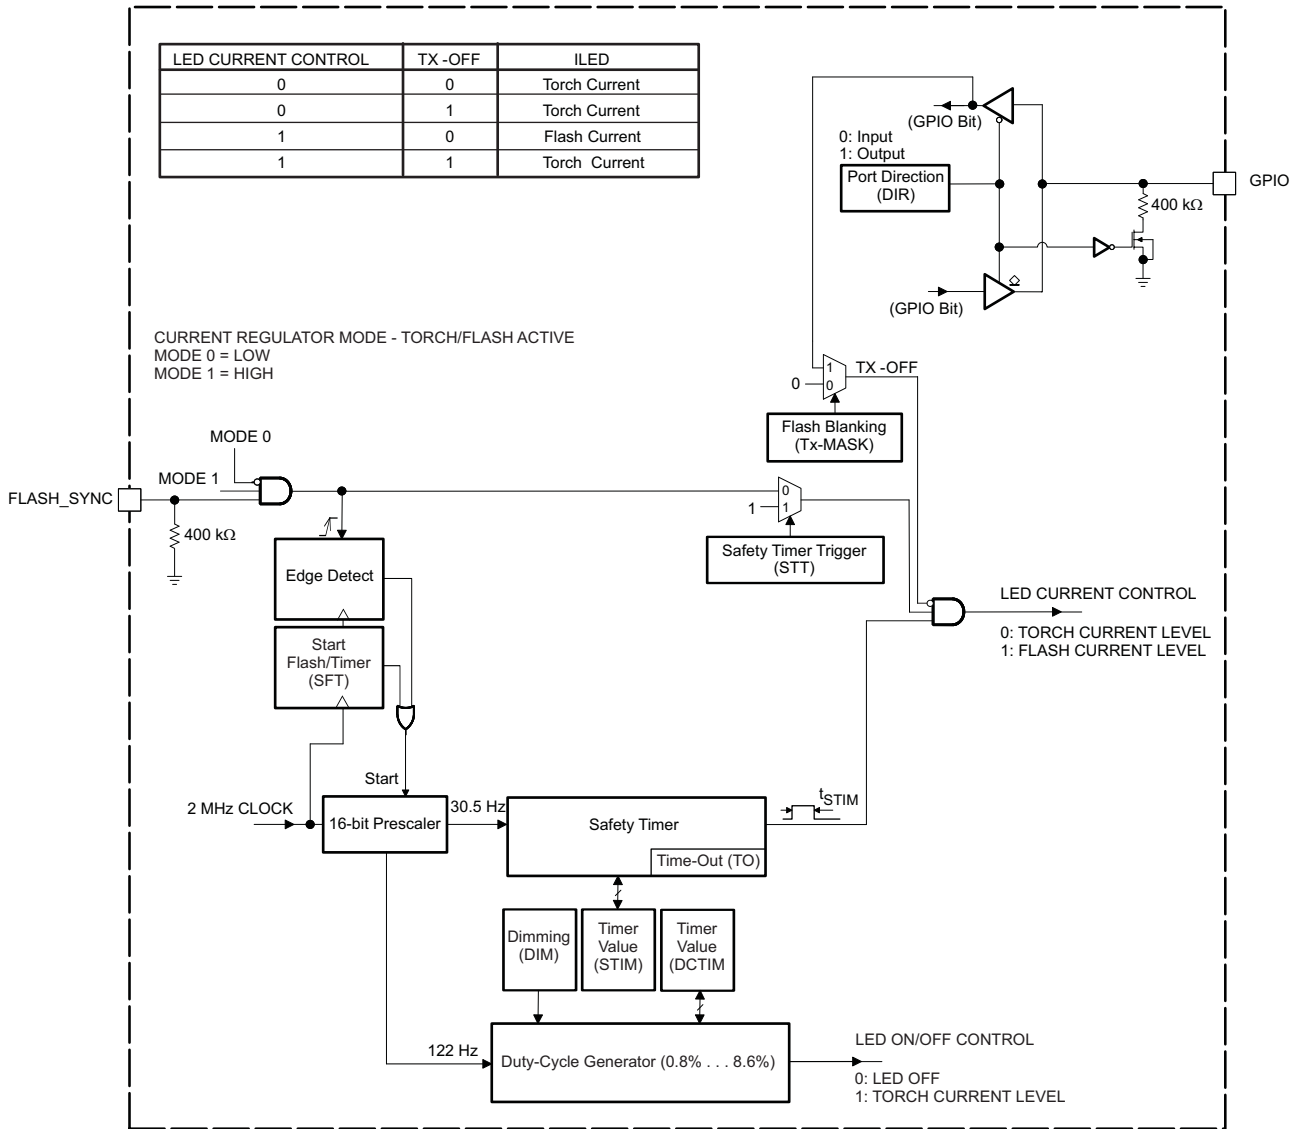 LED CURRENT CONTROL TX -OFF ILED
0 0 Torch Current
0 1 Torch Current
1 0 Flash Current
1 1 Torch Current
(GPIO Bit)
0: Input
1: Output
Port Direction
(DIR)
GPIO
400 kΩ
(GPIO Bit)
CURRENT REGULATOR MODE - TORCH/FLASH ACTIVE
MODE 0 = LOW
MODE 1 = HIGH
1
TX -OFF
0
0
Flash Blanking
(Tx-MASK)
MODE 0
MODE 1
FLASH_SYNC
400 kΩ
0
1
1
Safety Timer Trigger
(STT)
Edge Detect
Start
Flash/Timer
(SFT)
LED CURRENT CONTROL
0: TORCH CURRENT LEVEL
1: FLASH CURRENT LEVEL
Start
2 MHz CLOCK
16-bit Prescaler
30.5 Hz
Safety Timer
Time-Out (TO)
tSTIM
Dimming
(DIM)
Timer
Value
(STIM)
Timer
Value
(DCTIM
122 Hz
Duty-Cycle Generator (0.8% . . . 8.6%)
LED ON/OFF CONTROL
0: LED OFF
1: TORCH CURRENT LEVEL